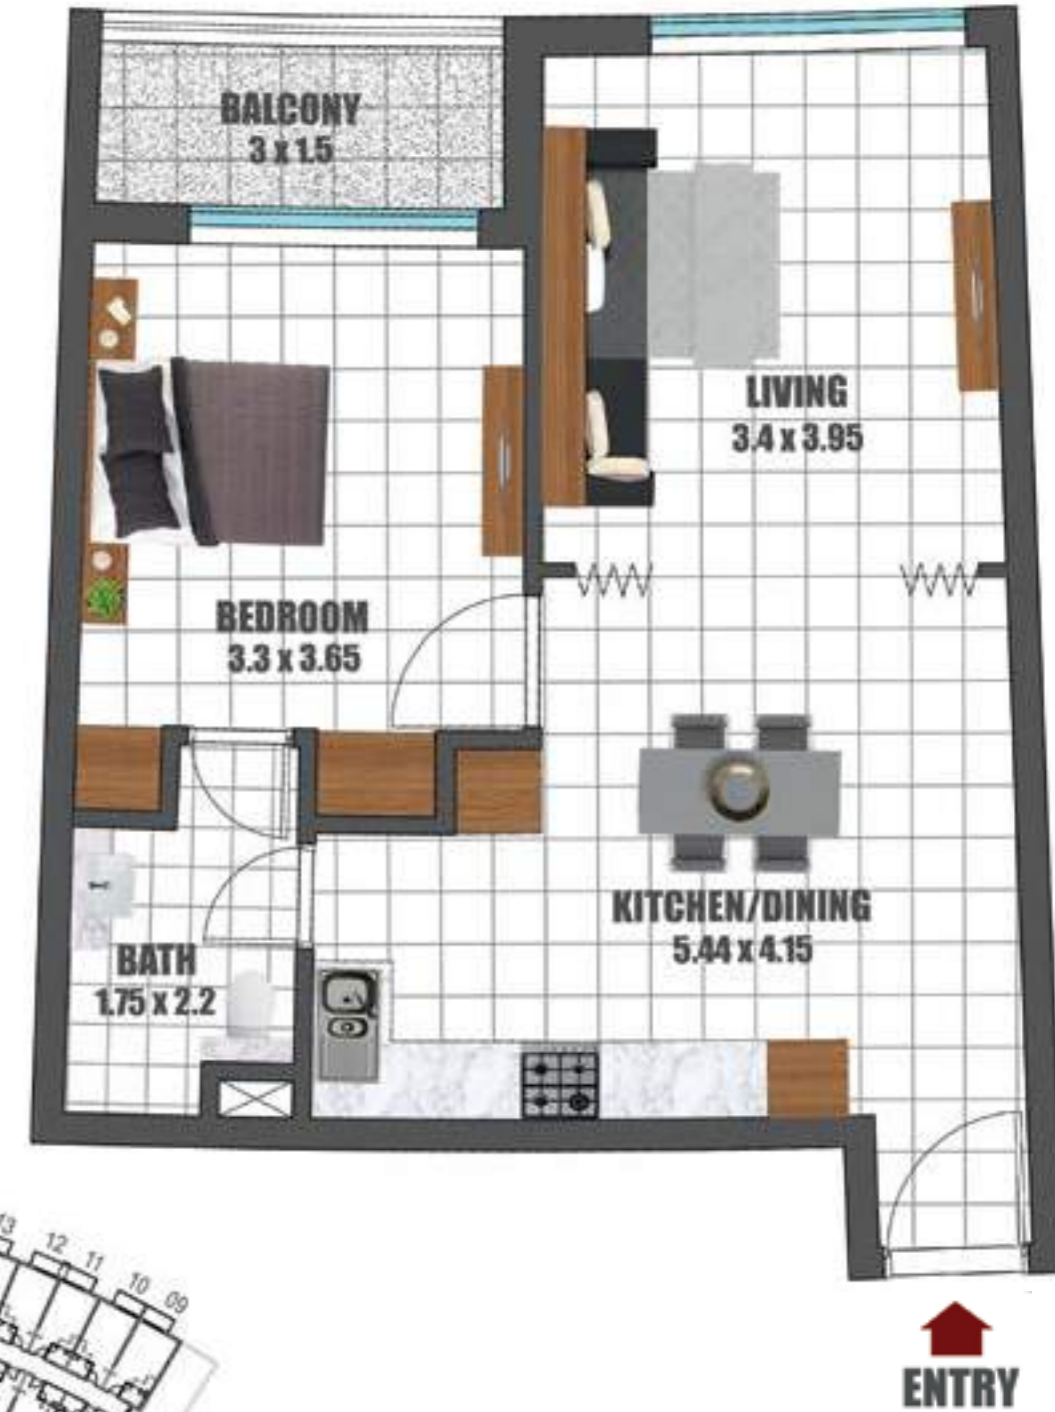 BALCONY
3 x 1.5
LIVING
3.4 x 3.95
BEDROOM
3.3 x 3.65
KITCHEN/DINING
5.44 x 4.15
BATH
1.75 x 2.2
13
12
11
10
09
ENTRY